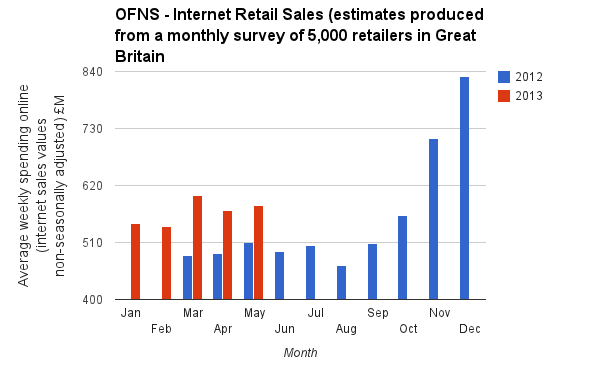 OFNS - Internet Retail Sales (estimates produced
from a monthly survey of 5,000 retailers in Great
Britain
840
730
620
510
400
Average weekly spending online
(internet sales values
non-seasonally adjusted) £M
2012
2013
Jan
Feb
Mar
Apr
May
Jun
Jul
Aug
Sep
Oct
Nov
Dec
Month